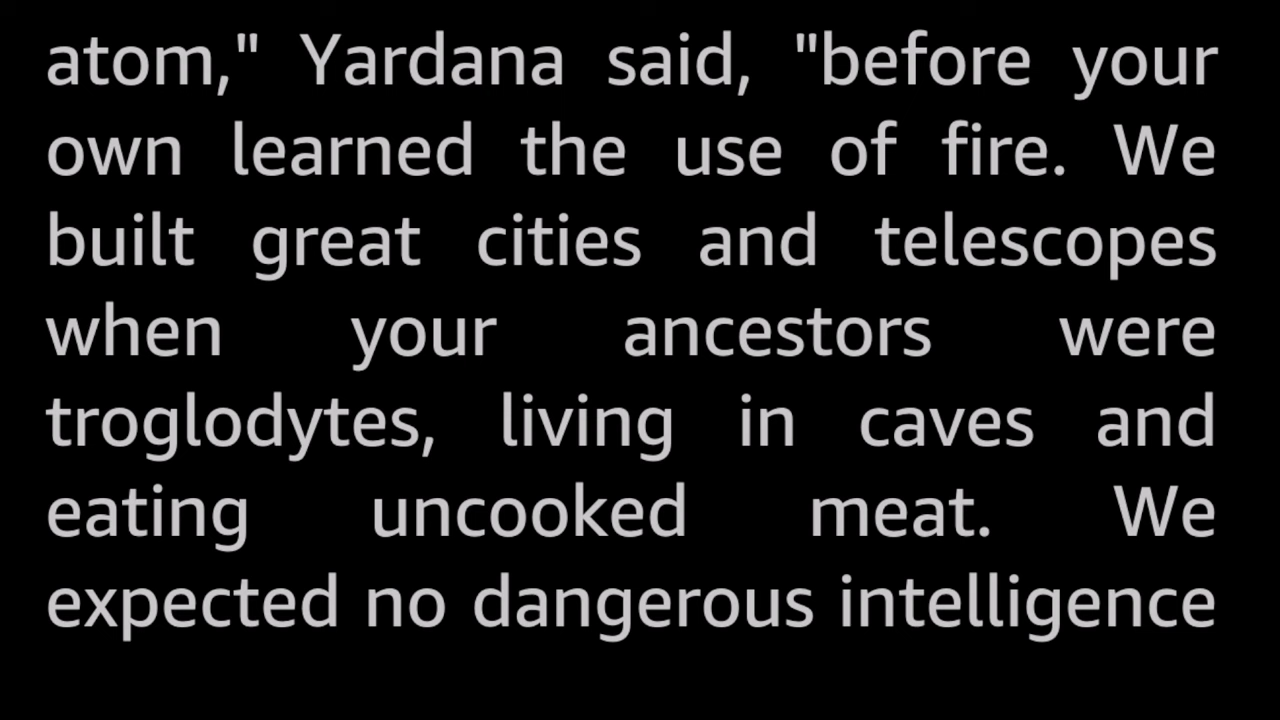 atom," Yardana said, "before your
own learned the use of fire. We
built great cities and telescopes
when your ancestors were
troglodytes, living in caves and
eating uncooked meat. We
expected no dangerous intelligence